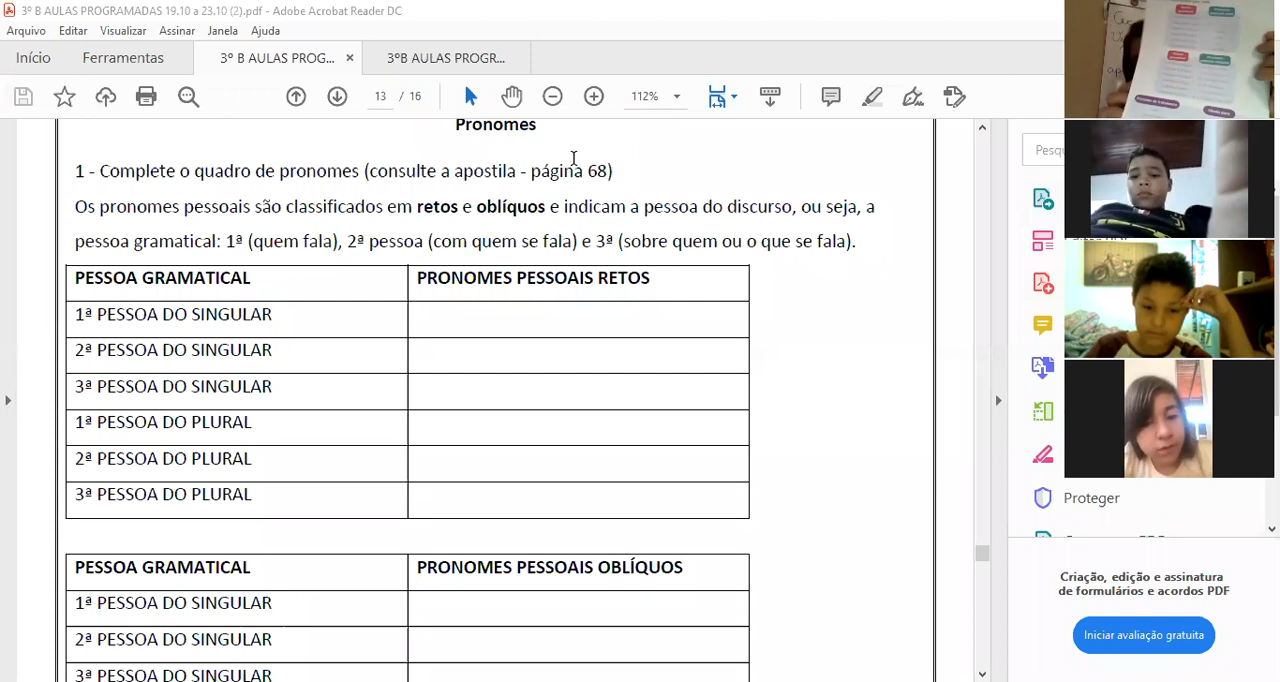 3º B AULAS PROGRAMADAS 19.10 a 23.10 (2).pdf - Adobe Acrobat Reader DC
Arquivo Editar Visualizar Assinar Janela Ajuda
Início Ferramentas 3º B AULAS PROG... × 3ºB AULAS PROGR...
13 / 16 112%
Pronomes
1 - Complete o quadro de pronomes (consulte a apostila - página 68)
Os pronomes pessoais são classificados em retos e oblíquos e indicam a pessoa do discurso, ou seja, a
pessoa gramatical: 1ª (quem fala), 2ª pessoa (com quem se fala) e 3ª (sobre quem ou o que se fala).
PESSOA GRAMATICAL PRONOMES PESSOAIS RETOS
1ª PESSOA DO SINGULAR
2ª PESSOA DO SINGULAR
3ª PESSOA DO SINGULAR
1ª PESSOA DO PLURAL
2ª PESSOA DO PLURAL
3ª PESSOA DO PLURAL
PESSOA GRAMATICAL PRONOMES PESSOAIS OBLÍQUOS
1ª PESSOA DO SINGULAR
2ª PESSOA DO SINGULAR
3ª PESSOA DO SINGULAR
Pesqu
Proteger
Criação, edição e assinatura
de formulários e acordos PDF
Iniciar avaliação gratuita